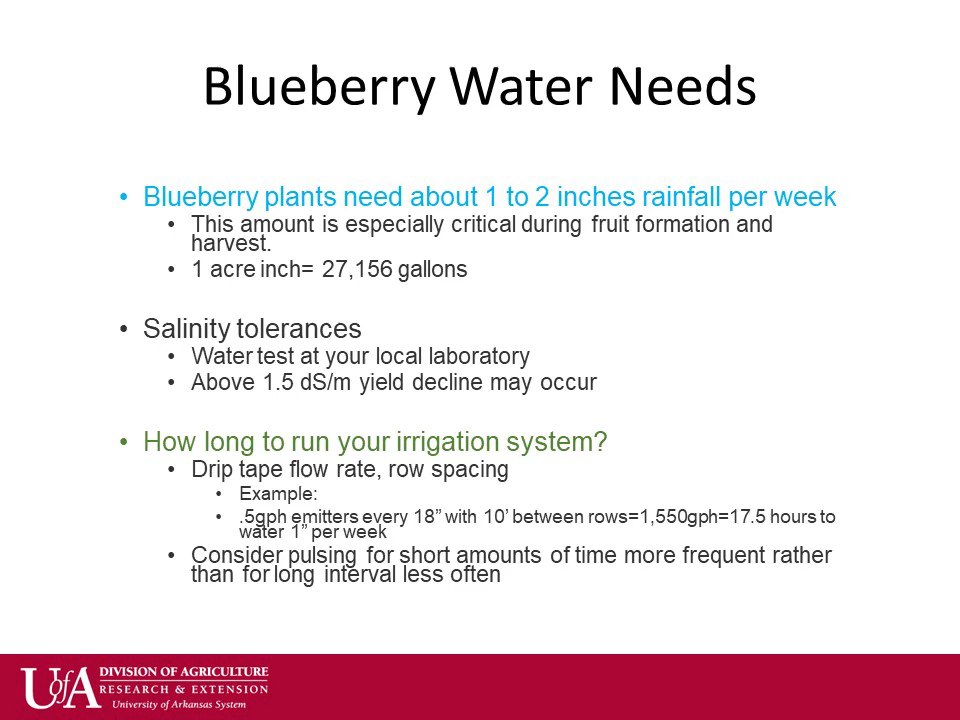 Blueberry Water Needs
• Blueberry plants need about 1 to 2 inches rainfall per week
• This amount is especially critical during fruit formation and
harvest.
• 1 acre inch= 27,156 gallons
• Salinity tolerances
• Water test at your local laboratory
• Above 1.5 dS/m yield decline may occur
• How long to run your irrigation system?
• Drip tape flow rate, row spacing
• Example:
• .5gph emitters every 18” with 10’ between rows=1,550gph=17.5 hours to
water 1” per week
• Consider pulsing for short amounts of time more frequent rather
than for long interval less often
UofA
DIVISION OF AGRICULTURE
RESEARCH & EXTENSION
University of Arkansas System